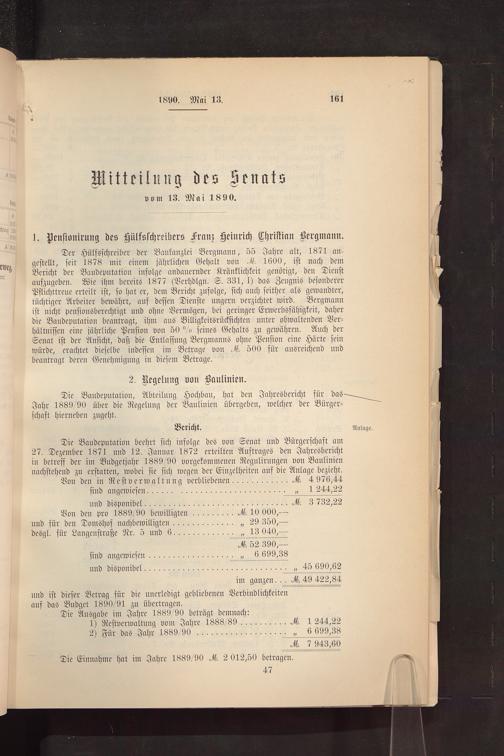 1890. Mai 13.
161
Mitteilung des Senats
vom 13. Mai 1890.
1. Pensionirung des Hülfsschreibers Franz Heinrich Christian Bergmann.
Der Hülfsschreiber der Baukanzlei Bergmann, 55 Jahre alt, 1871 an-
gestellt, seit 1878 mit einem jährlichen Gehalt von ℳ 1600, ist nach dem
Bericht der Baudeputation infolge andauernder Kränklichkeit genötigt, den Dienst
aufzugeben. Wie ihm bereits 1877 (Verhdlgn. S. 331, I) das Zeugnis besonderer
Pflichttreue erteilt ist, so hat er, dem Bericht zufolge, sich auch seither als gewandter,
tüchtiger Arbeiter bewährt, auf dessen Dienste ungern verzichtet wird. Bergmann
ist nicht pensionsberechtigt und ohne Vermögen, bei geringer Erwerbsfähigkeit, daher
die Baudeputation beantragt, ihm aus Billigkeitsrücksichten unter obwaltenden Ver-
hältnissen eine jährliche Pension von 50 % seines Gehalts zu gewähren. Auch der
Senat ist der Ansicht, daß die Entlassung Bergmanns ohne Pension eine Härte sein
würde, erachtet dieselbe indessen im Betrage von ℳ 500 für ausreichend und
beantragt deren Genehmigung in diesem Betrage.
2. Regelung von Baulinien.
Die Baudeputation, Abteilung Hochbau, hat den Jahresbericht für das
Jahr 1889/90 über die Regelung der Baulinien übergeben, welcher der Bürger-
schaft hierneben zugeht.
Bericht.
Anlage.
Die Baudeputation beehrt sich infolge des von Senat und Bürgerschaft am
27. Dezember 1871 und 12. Januar 1872 erteilten Auftrages den Jahresbericht
in betreff der im Budgetjahr 1889/90 vorgekommenen Regulirungen von Baulinien
nachstehend zu erstatten, wobei sie sich wegen der Einzelheiten auf die Anlage bezieht.
Von den in Restverwaltung verbliebenen ............ ℳ 4 976,44
sind angewiesen .............................. „ 1 244,22
und disponibel .............................. ℳ 3 732,22
Von den pro 1889/90 bewilligten ....... ℳ 10 000,—
und für den Domshof nachbewilligten ............ „ 29 350,—
desgl. für Langenstraße Nr. 5 und 6 ............ „ 13 040,—
ℳ 52 390,—
sind angewiesen ............ „ 6 699,38
und disponibel .............................. „ 45 690,62
im ganzen ... ℳ 49 422,84
und ist dieser Betrag für die unerledigt gebliebenen Verbindlichkeiten
auf das Budget 1890/91 zu übertragen.
Die Ausgabe im Jahre 1889/90 beträgt demnach:
1) Restverwaltung vom Jahre 1888/89 .......... ℳ 1 244,22
2) Für das Jahr 1889/90 .................... „ 6 699,38
ℳ 7 943,60
Die Einnahme hat im Jahre 1889/90 ℳ 2 012,50 betragen.
47